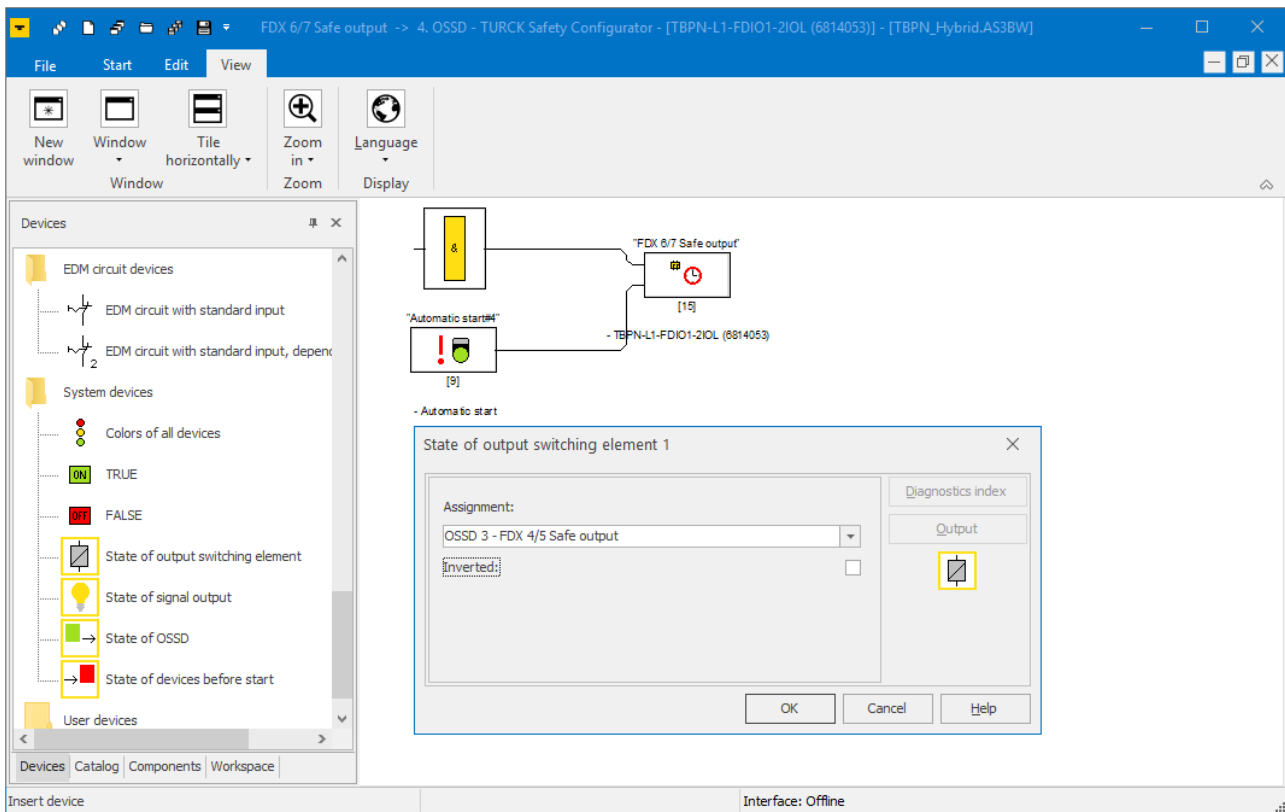 FDX 6/7 Safe output -> 4. OSSD - TURCK Safety Configurator - [TBPN-L1-FDIO1-2IOL (6814053)] - [TBPN_Hybrid.AS3BW]
File Start Edit View
New window
Window
Tile horizontally
Zoom in
Language
Window Zoom Display
Devices
EDM circuit devices
EDM circuit with standard input
2
EDM circuit with standard input, depend
System devices
Colors of all devices
ON
TRUE
OFF
FALSE
State of output switching element
State of signal output
State of OSSD
State of devices before start
User devices
Devices Catalog Components Workspace
&
"FDX 6/7 Safe output"
[15]
- TBPN-L1-FDIO1-2IOL (6814053)
"Automatic start#4"
!
[9]
- Automatic start
State of output switching element 1
Assignment:
OSSD 3 - FDX 4/5 Safe output
Inverted:
Diagnostics index
Output
OK Cancel Help
Insert device
Interface: Offline